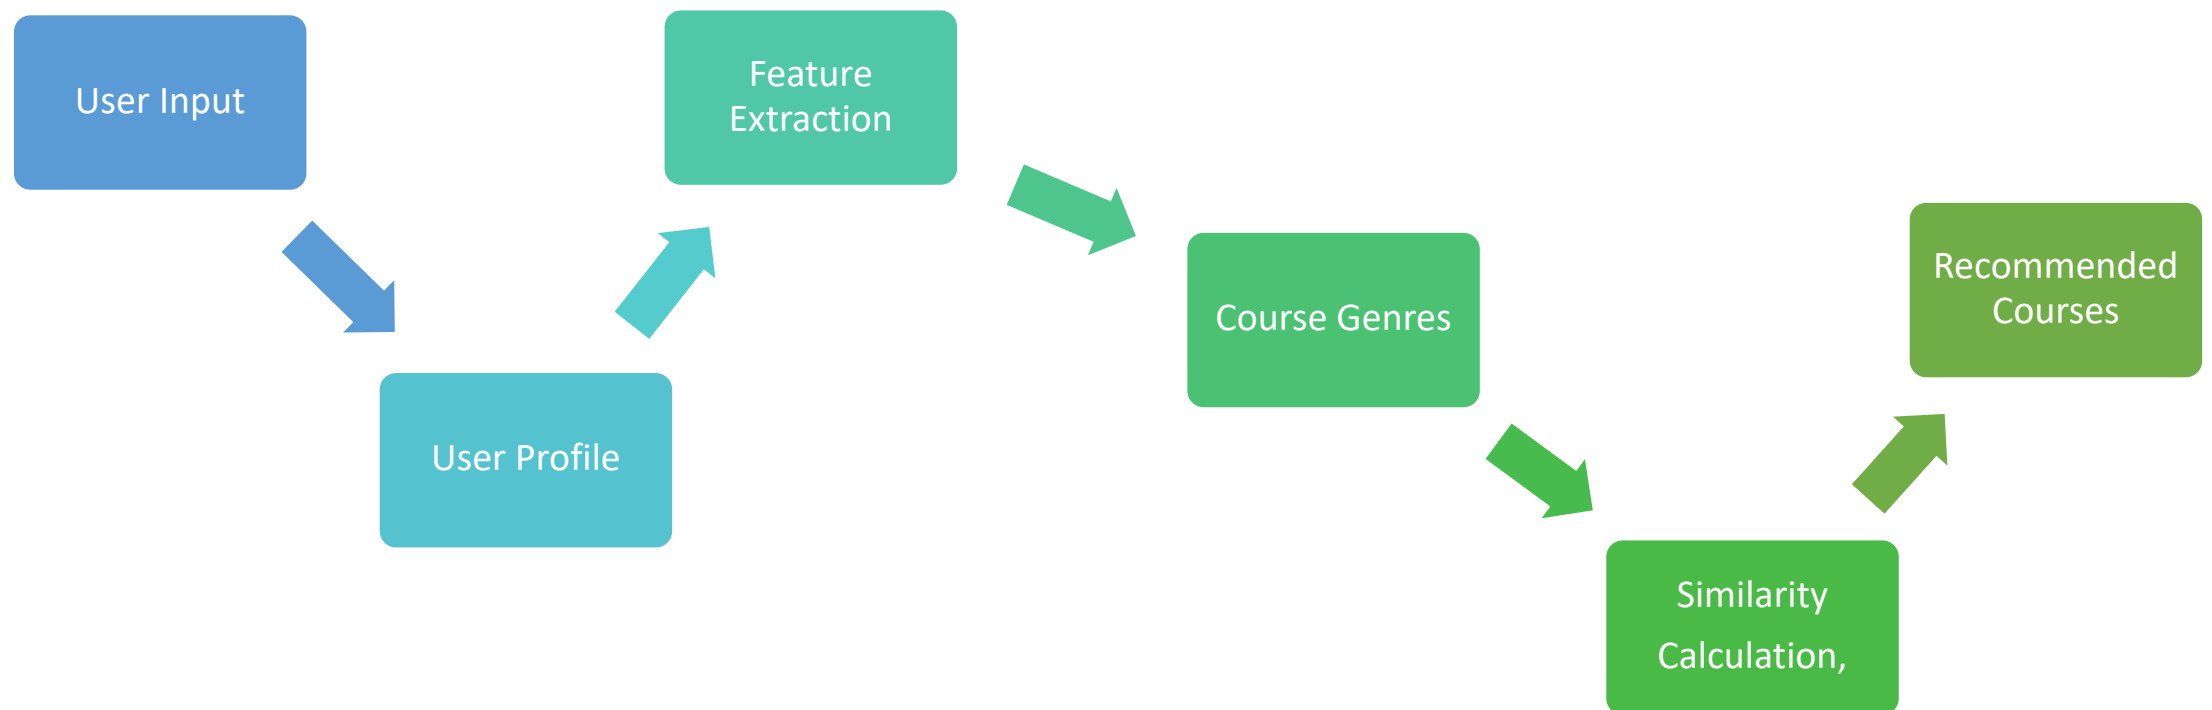 User Input
User Profile
Feature
Extraction
Course Genres
Similarity
Calculation,
Recommended
Courses